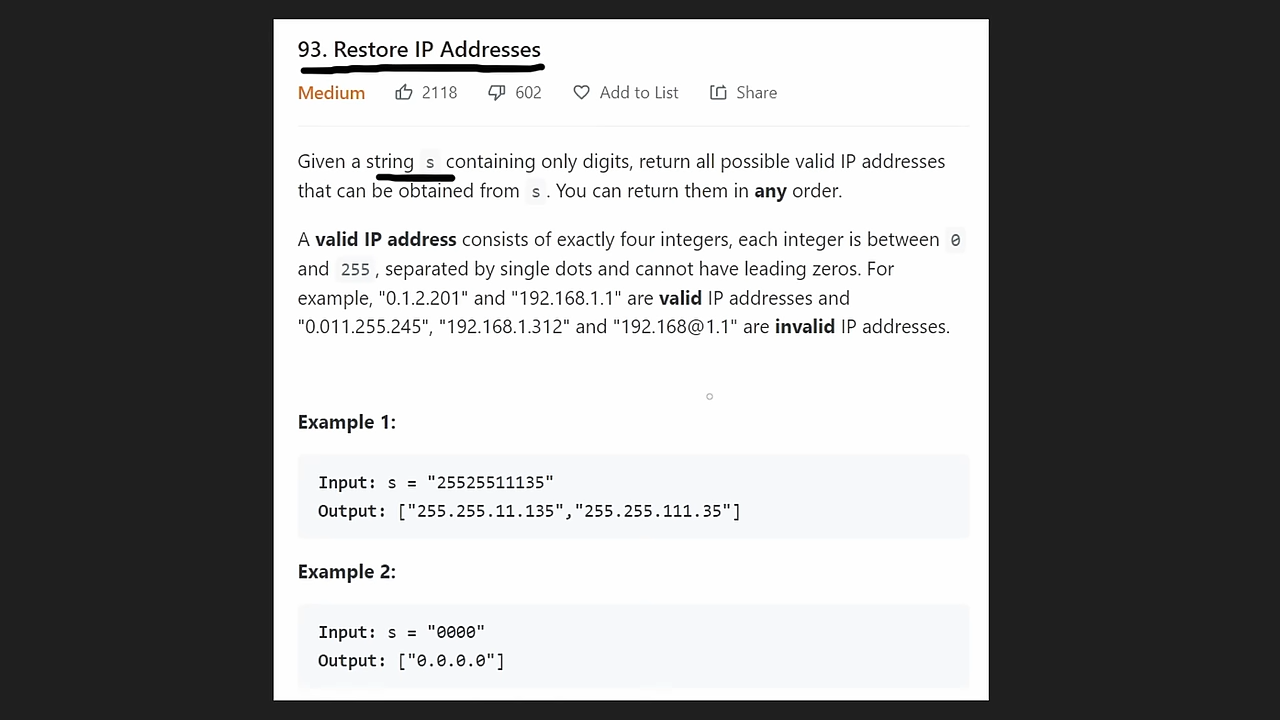 93. Restore IP Addresses
Medium 2118 602 Add to List Share
Given a string s containing only digits, return all possible valid IP addresses
that can be obtained from s. You can return them in any order.
A valid IP address consists of exactly four integers, each integer is between 0
and 255, separated by single dots and cannot have leading zeros. For
example, "0.1.2.201" and "192.168.1.1" are valid IP addresses and
"0.011.255.245", "192.168.1.312" and "192.168@1.1" are invalid IP addresses.
Example 1:
Input: s = "25525511135"
Output: ["255.255.11.135","255.255.111.35"]
Example 2:
Input: s = "0000"
Output: ["0.0.0.0"]